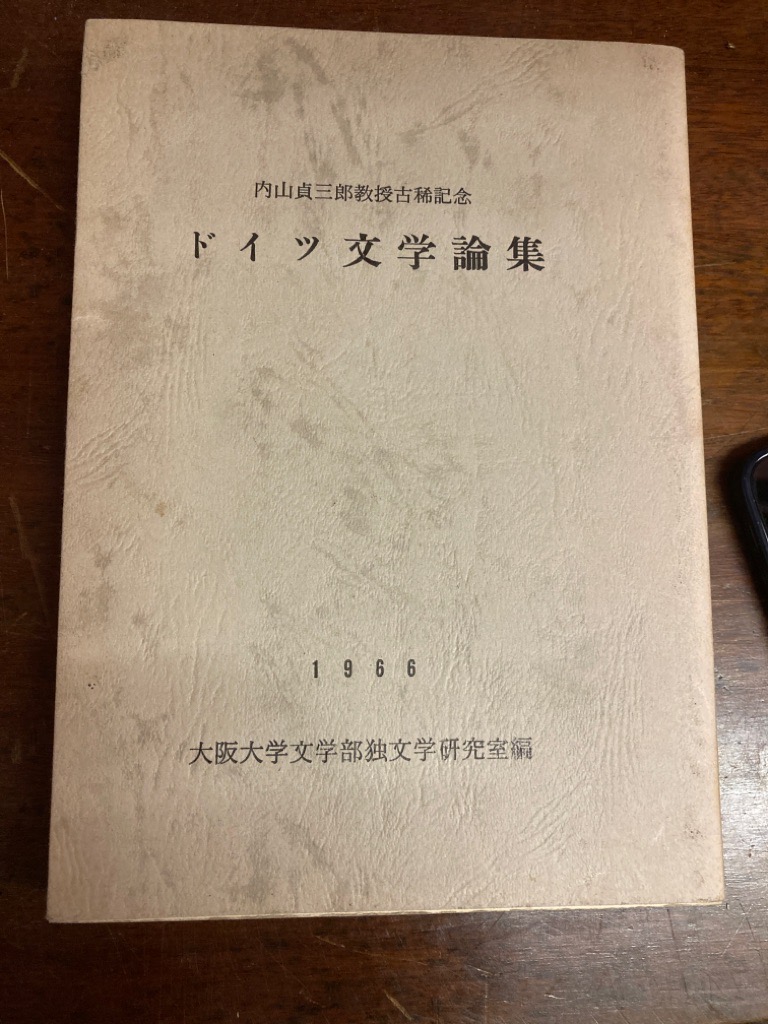 内山貞三郎教授古稀記念
ドイツ文学論集
1966
大阪大学文学部独文学研究室編